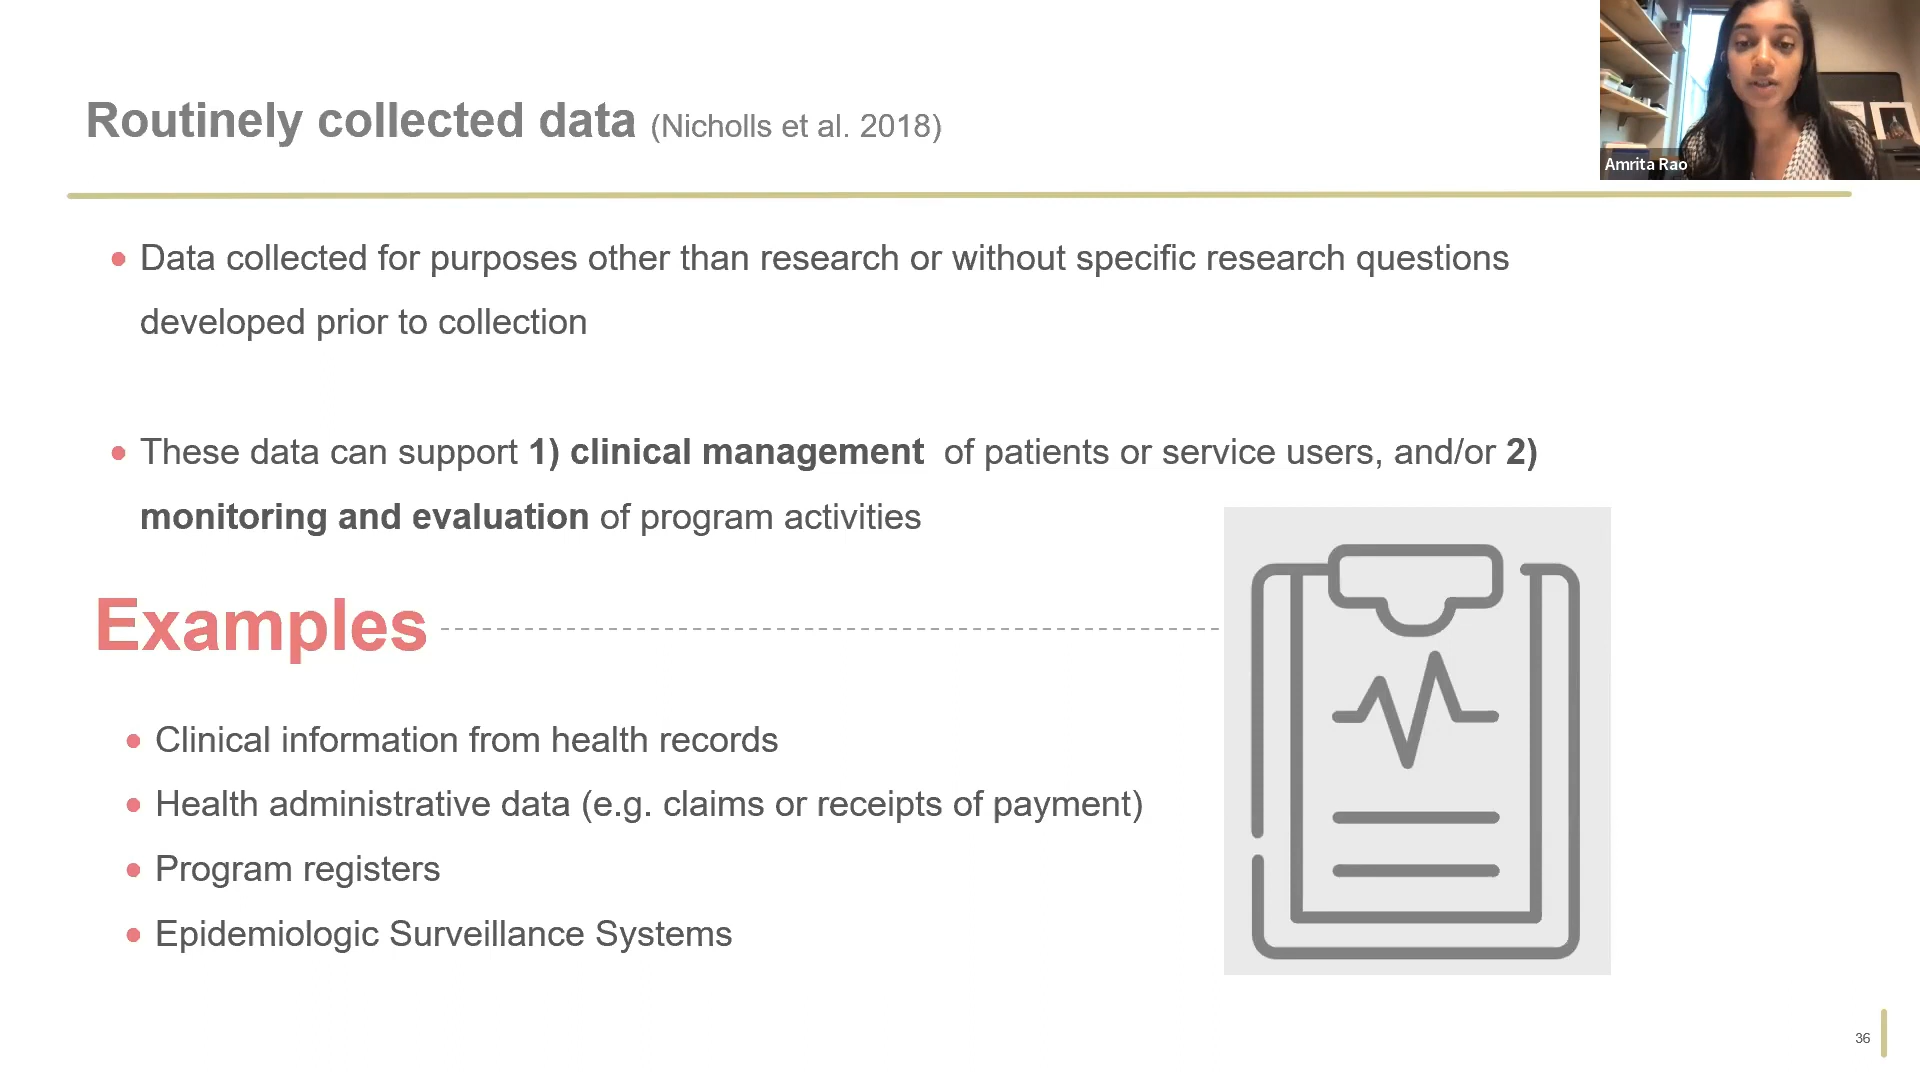 Routinely collected data (Nicholls et al. 2018)
Amrita Rao
• Data collected for purposes other than research or without specific research questions
developed prior to collection
• These data can support 1) clinical management of patients or service users, and/or 2)
monitoring and evaluation of program activities
Examples
• Clinical information from health records
• Health administrative data (e.g. claims or receipts of payment)
• Program registers
• Epidemiologic Surveillance Systems
36